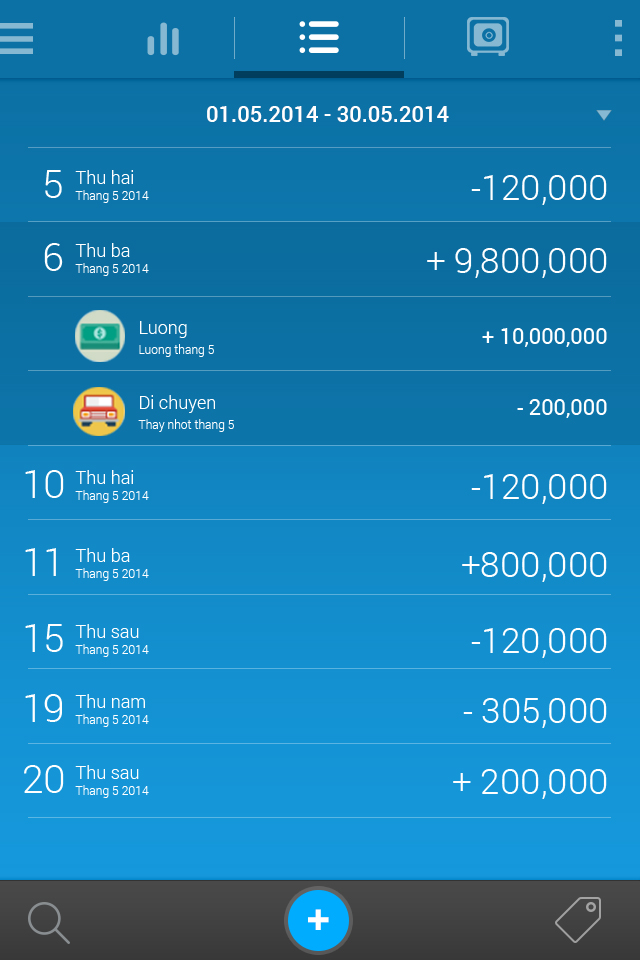 01.05.2014 - 30.05.2014
5 Thu hai -120,000
Thang 5 2014
6 Thu ba + 9,800,000
Thang 5 2014
Luong + 10,000,000
Luong thang 5
Di chuyen - 200,000
Thay nhot thang 5
10 Thu hai -120,000
Thang 5 2014
11 Thu ba +800,000
Thang 5 2014
15 Thu sau -120,000
Thang 5 2014
19 Thu nam - 305,000
Thang 5 2014
20 Thu sau + 200,000
Thang 5 2014